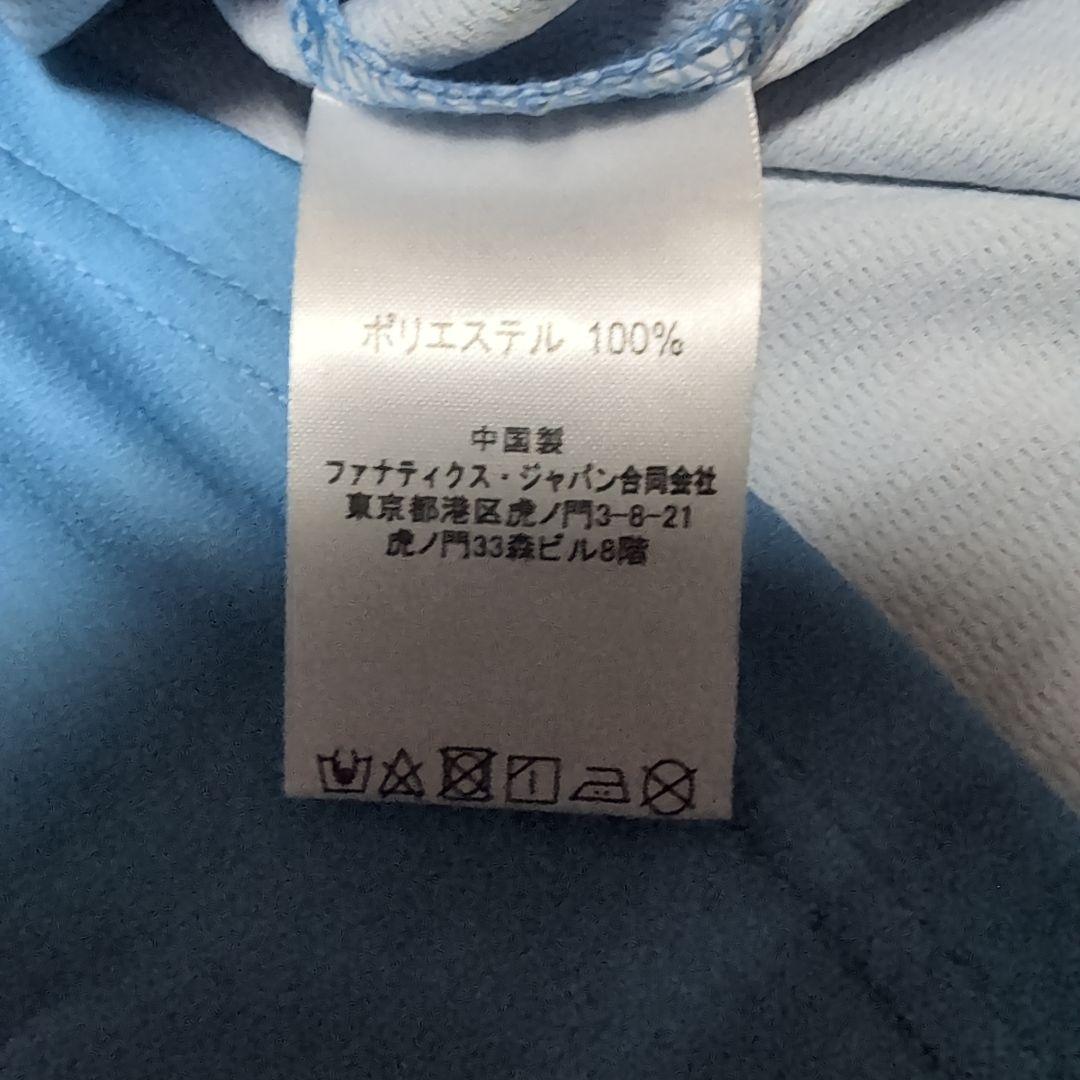 ポリエステル 100%
中国製
ファナティクス・ジャパン合同会社
東京都港区虎ノ門3-8-21
虎ノ門33森ビル8階